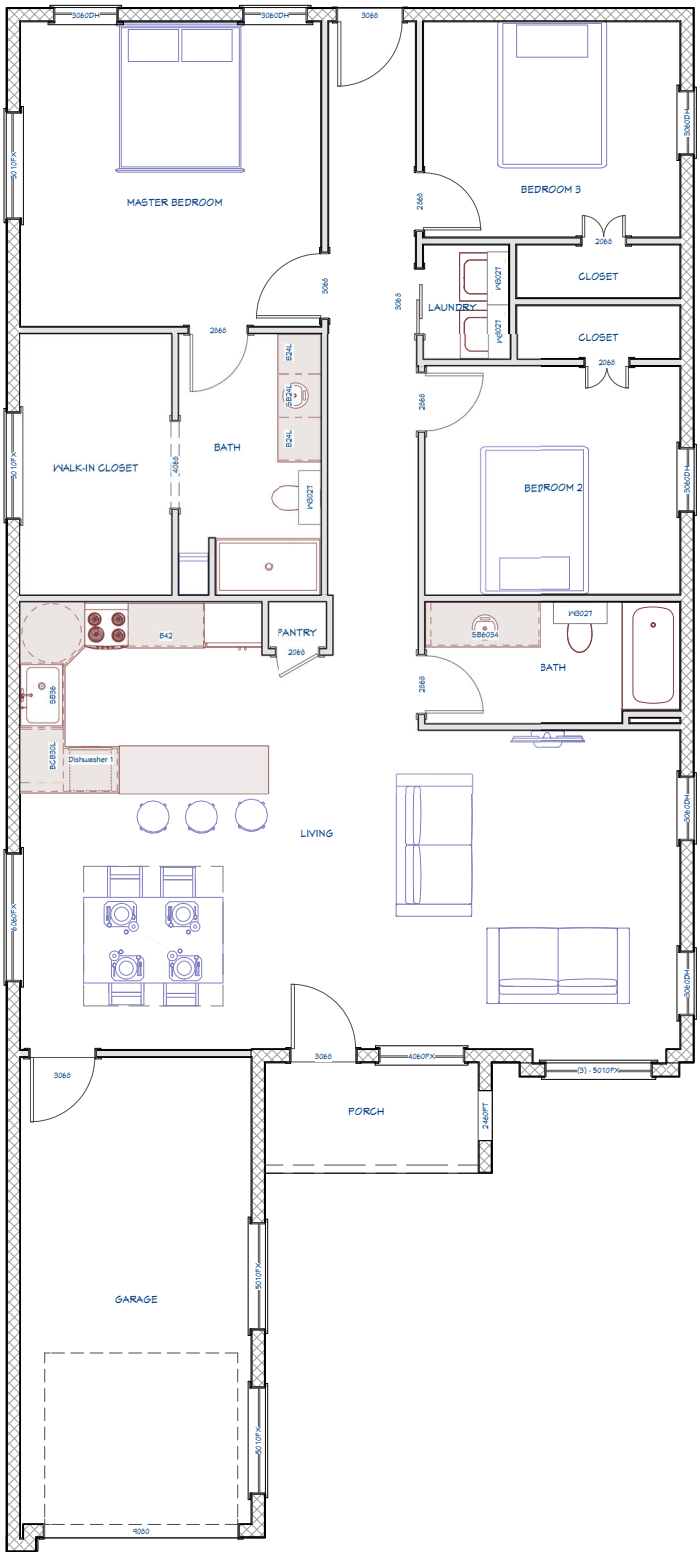 3060DH
3060DH
3068
3060DH
5010FX
MASTER BEDROOM
BEDROOM 3
2868
2068
3068
3068
LAUNDRY
W3027
W3027
CLOSET
CLOSET
2868
2068
2868
B24L
SB24L
B24L
BATH
4068
WALK-IN CLOSET
5010FX
W3027
BEDROOM 2
3060DH
B42
PANTRY
2068
SB6034
W3027
BATH
2868
SB36
BCB30L
Dishwasher 1
LIVING
3060DH
6060FX
3060DH
3068
3068
4060FX
(3) - 5010FX
PORCH
2460PT
5010FX
GARAGE
5010FX
9080